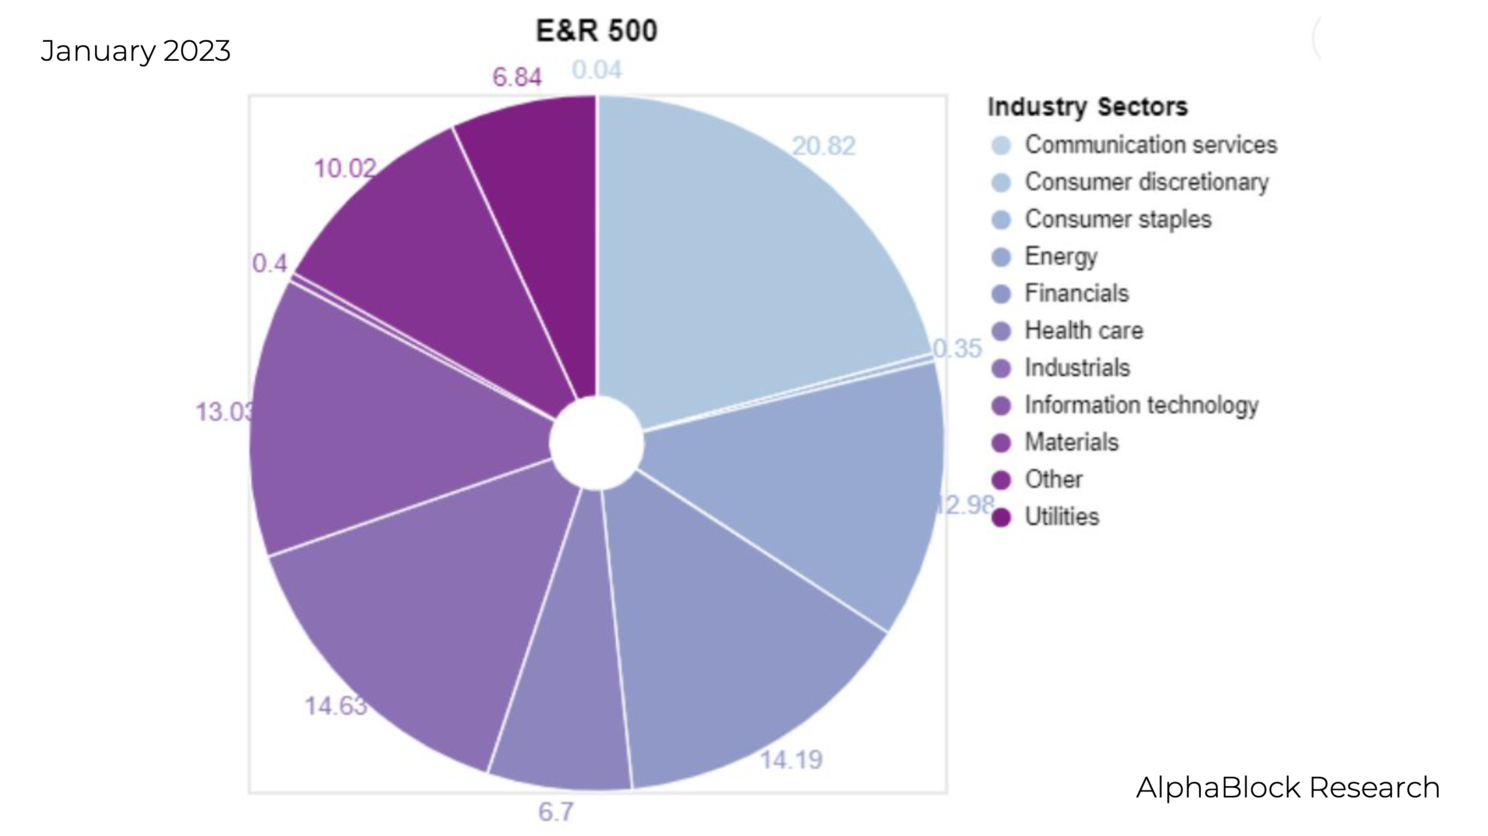 January 2023
E&R 500
6.84
0.04
20.82
10.02
0.4
0.35
13.03
12.98
14.63
14.19
6.7
Industry Sectors
Communication services
Consumer discretionary
Consumer staples
Energy
Financials
Health care
Industrials
Information technology
Materials
Other
Utilities
AlphaBlock Research